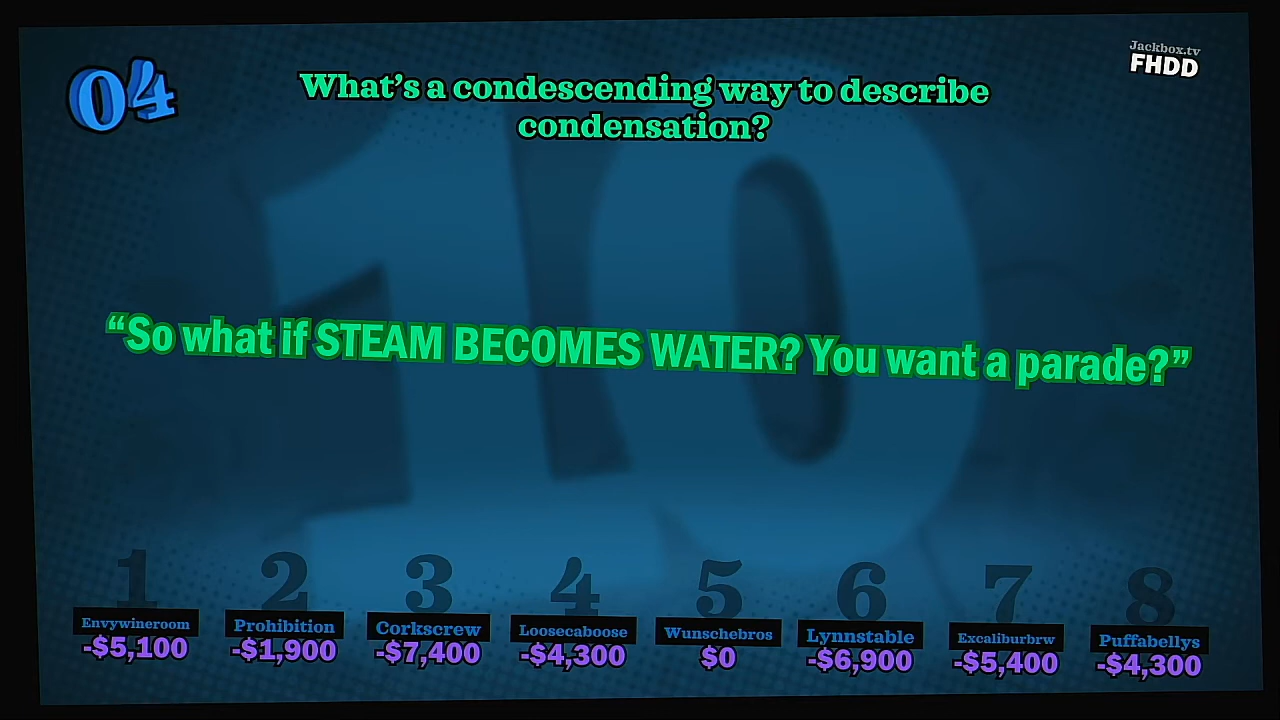 04
Jackbox.tv
FHDD
What's a condescending way to describe
condensation?
10
"So what if STEAM BECOMES WATER? You want a parade?"
1 2 3 4 5 6 7 8
Envywineroom Prohibition Corkscrew Loosecaboose Wunschebros Lynnstable Excaliburbrw Puffabellys
-$5,100 -$1,900 -$7,400 -$4,300 $0 -$6,900 -$5,400 -$4,300